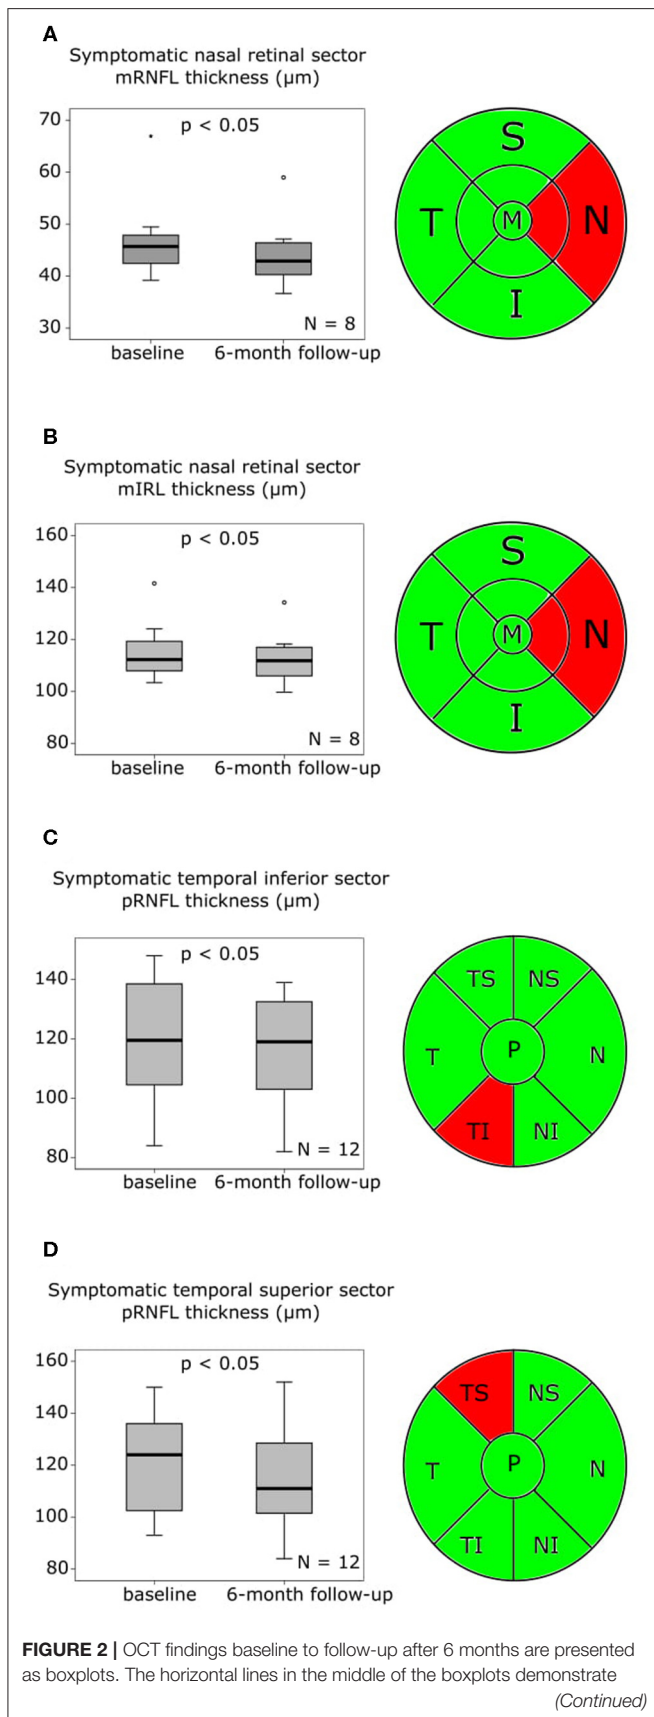 A
Symptomatic nasal retinal sector
mRNFL thickness (µm)
70
60
50
40
30
p < 0.05
N = 8
baseline
6-month follow-up
S
T
M
N
I
B
Symptomatic nasal retinal sector
mIRL thickness (µm)
160
140
120
100
80
p < 0.05
N = 8
baseline
6-month follow-up
S
T
M
N
I
C
Symptomatic temporal inferior sector
pRNFL thickness (µm)
140
120
100
80
p < 0.05
N = 12
baseline
6-month follow-up
TS
NS
T
P
N
TI
NI
D
Symptomatic temporal superior sector
pRNFL thickness (µm)
160
140
120
100
80
p < 0.05
N = 12
baseline
6-month follow-up
TS
NS
T
P
N
TI
NI
FIGURE 2 | OCT findings baseline to follow-up after 6 months are presented
as boxplots. The horizontal lines in the middle of the boxplots demonstrate
(Continued)